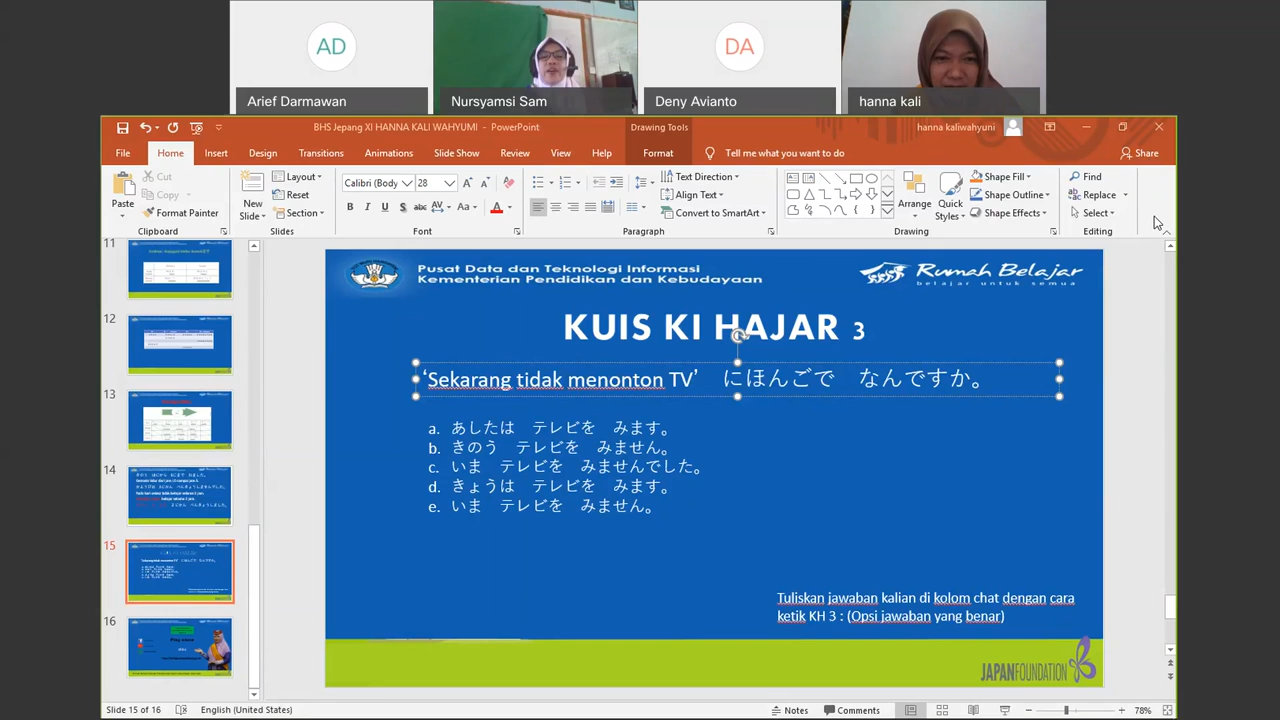 AD
DA
Arief Darmawan
Nursyamsi Sam
Deny Avianto
hanna kali
BHS Jepang XI HANNA KALI WAHYUMI - PowerPoint
Drawing Tools
hanna kaliwahyuni
File Home Insert Design Transitions Animations Slide Show Review View Help Format Tell me what you want to do Share
Paste
Cut
Copy
Format Painter
Clipboard
New Slide
Layout
Reset
Section
Slides
Calibri (Body 28
Font
Text Direction
Align Text
Convert to SmartArt
Paragraph
Arrange
Quick Styles
Shape Fill
Shape Outline
Shape Effects
Drawing
Find
Replace
Select
Editing
11
12
13
14
15
16
Pusat Data dan Teknologi Informasi
Kementerian Pendidikan dan Kebudayaan
Rumah Belajar
belajar untuk semua
KUIS KI HAJAR 3
‘Sekarang tidak menonton TV’ にほんごで なんですか。
a. あしたは テレビを みます。
b. きのう テレビを みません。
c. いま テレビを みませんでした。
d. きょうは テレビを みます。
e. いま テレビを みません。
Tuliskan jawaban kalian di kolom chat dengan cara
ketik KH 3 : (Opsi jawaban yang benar)
JAPANFOUNDATION
Slide 15 of 16
English (United States)
Notes
Comments
78%